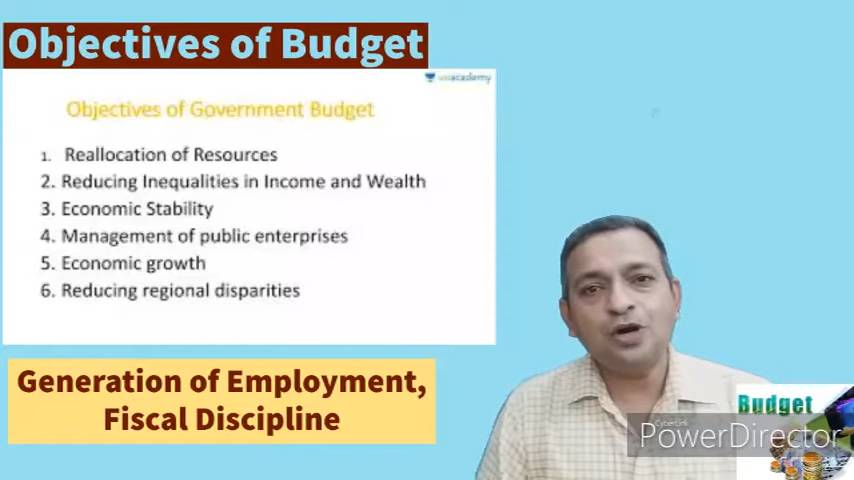 Objectives of Budget
unacademy
Objectives of Government Budget
1. Reallocation of Resources
2. Reducing Inequalities in Income and Wealth
3. Economic Stability
4. Management of public enterprises
5. Economic growth
6. Reducing regional disparities
Generation of Employment,
Fiscal Discipline
Budget
CyberLink
PowerDirector